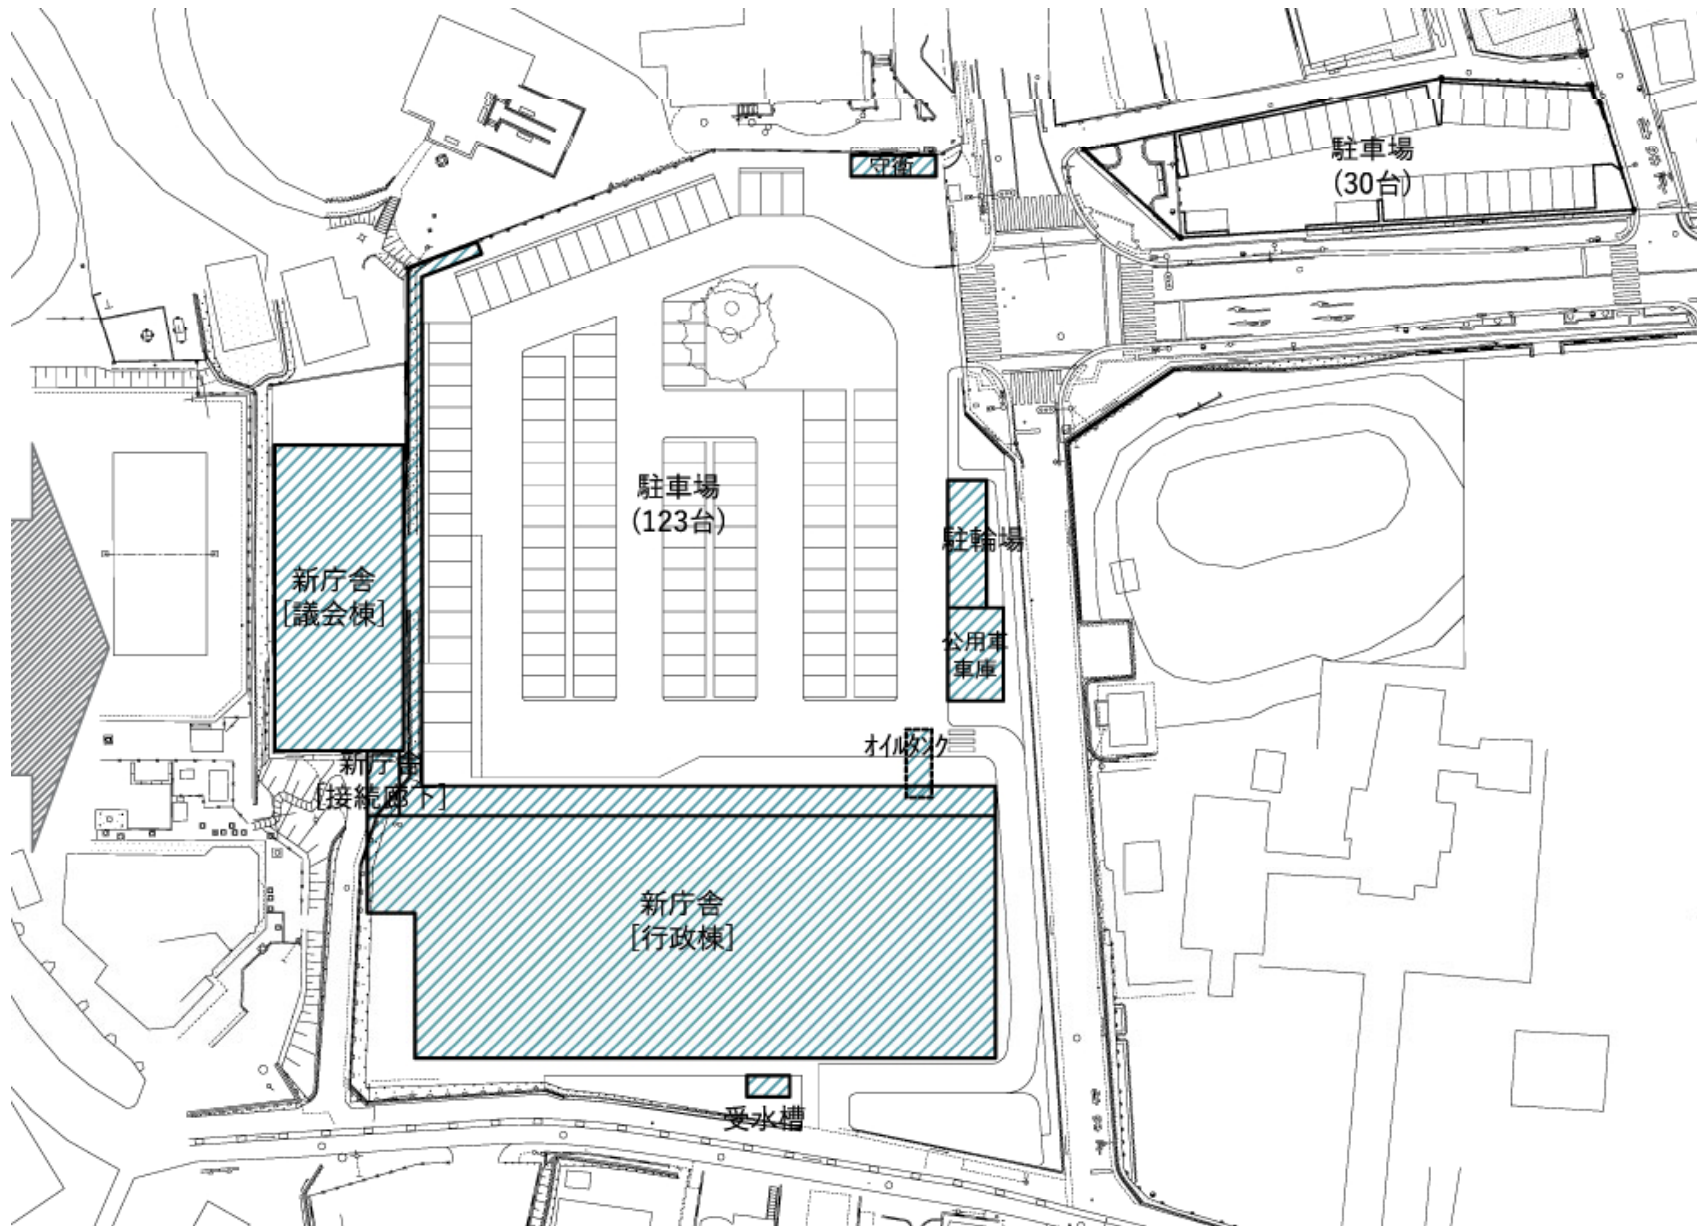 守衛
駐車場
(30台)
駐車場
(123台)
駐輪場
新庁舎
[議会棟]
公用車
車庫
オイルタンク
新庁舎
[接続廊下]
新庁舎
[行政棟]
受水槽